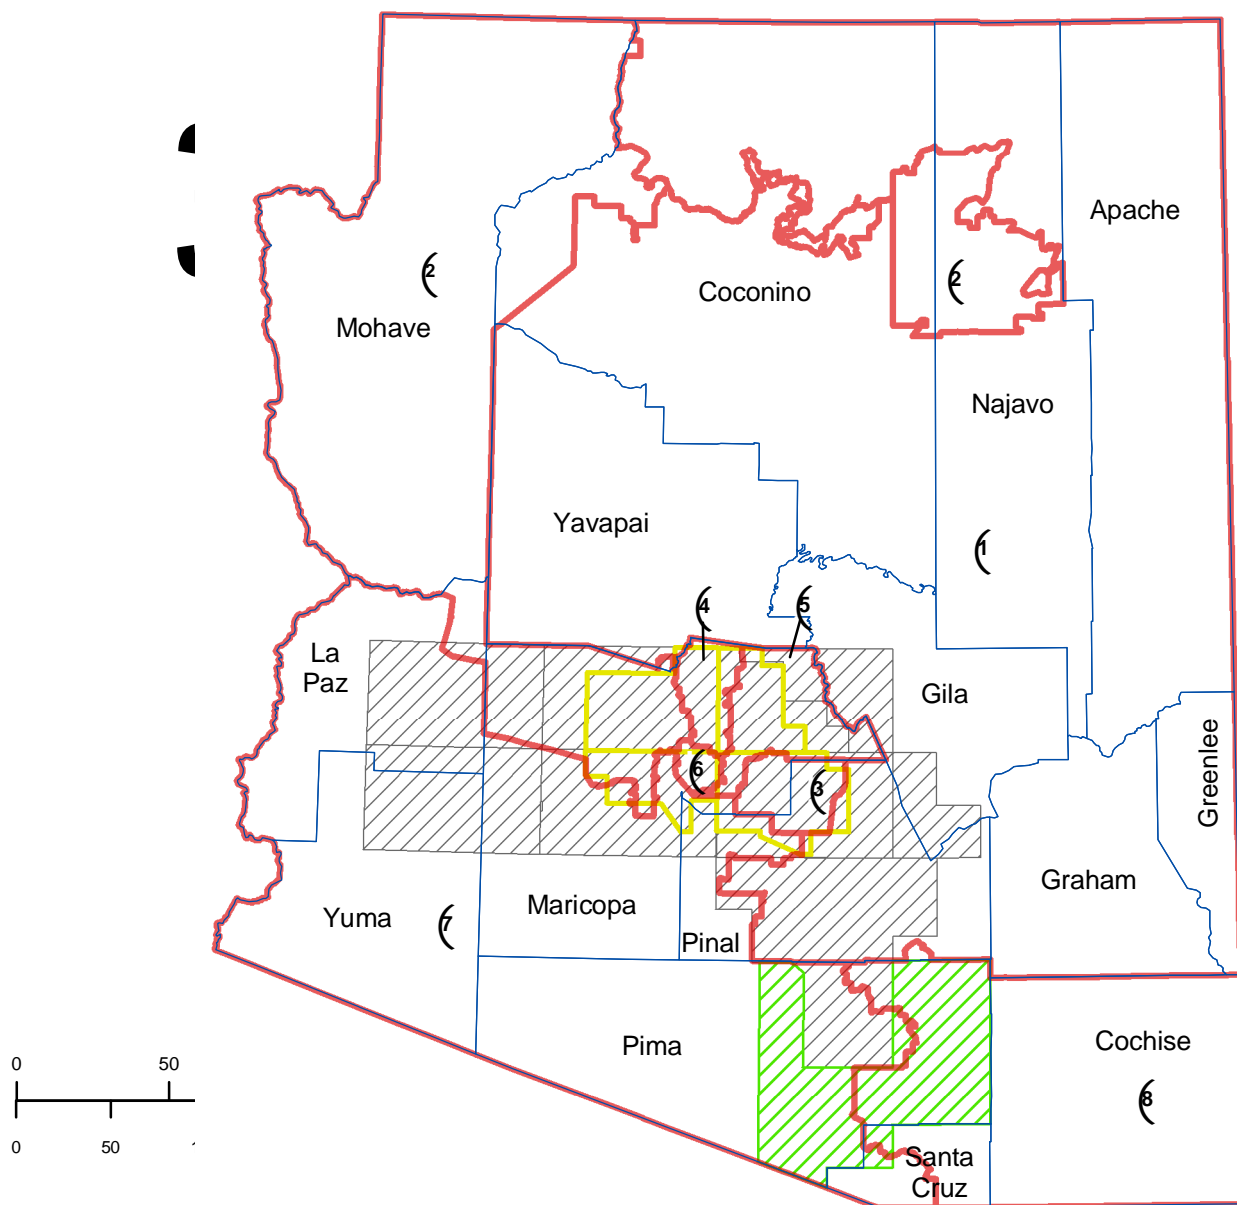 Apache
2
2
Coconino
Mohave
Najavo
Yavapai
1
4
5
La
Paz
Gila
6
3
Greenlee
Graham
Maricopa
Yuma
7
Pinal
Cochise
Pima
0
50
8
0
50
Santa
Cruz